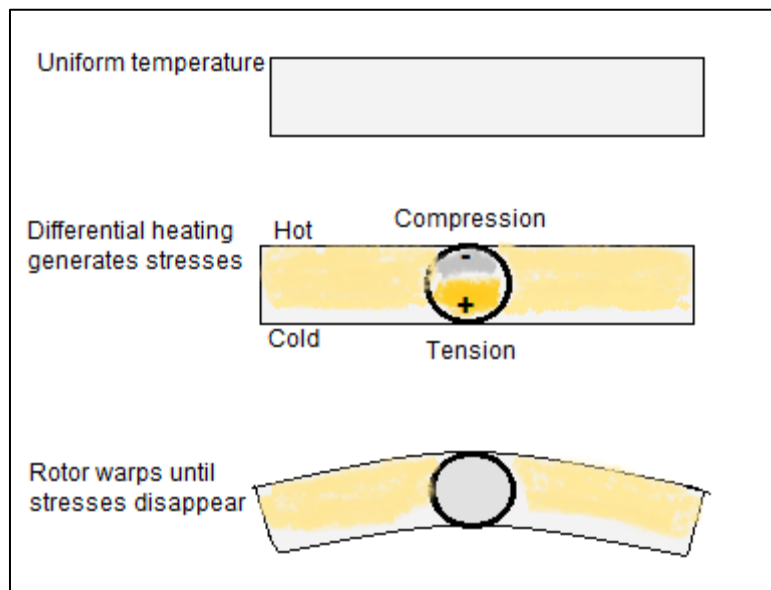 Uniform temperature
Compression
Differential heating
generates stresses
Hot
-
+
Cold
Tension
Rotor warps until
stresses disappear